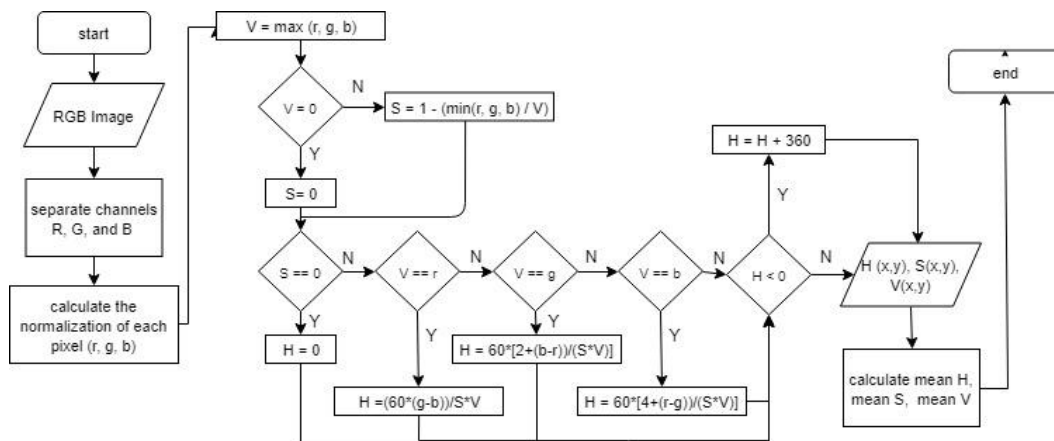 start
RGB Image
separate channels
R, G, and B
calculate the
normalization of each
pixel (r, g, b)
V = max (r, g, b)
V = 0
N
S = 1 - (min(r, g, b) / V)
Y
S= 0
S == 0
N
Y
H = 0
V == r
N
Y
H =(60*(g-b))/S*V
V == g
N
Y
H = 60*[2+(b-r))/(S*V)]
V == b
N
Y
H = 60*[4+(r-g))/(S*V)]
H < 0
Y
H = H + 360
N
H (x,y), S(x,y),
V(x,y)
calculate mean H,
mean S, mean V
end